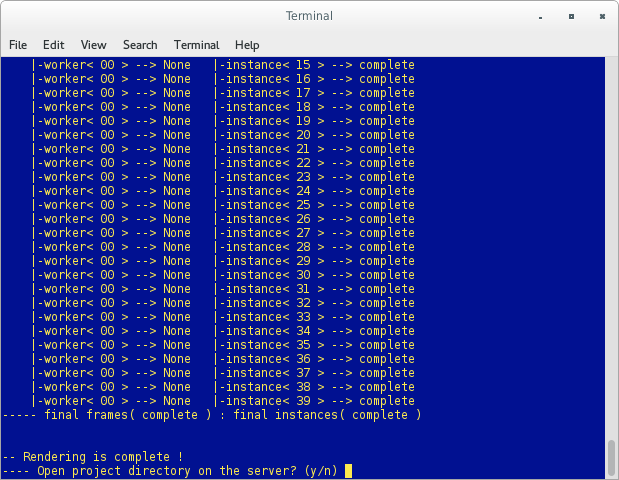 Terminal
File Edit View Search Terminal Help
|-worker< 00 > --> None |-instance< 15 > --> complete
|-worker< 00 > --> None |-instance< 16 > --> complete
|-worker< 00 > --> None |-instance< 17 > --> complete
|-worker< 00 > --> None |-instance< 18 > --> complete
|-worker< 00 > --> None |-instance< 19 > --> complete
|-worker< 00 > --> None |-instance< 20 > --> complete
|-worker< 00 > --> None |-instance< 21 > --> complete
|-worker< 00 > --> None |-instance< 22 > --> complete
|-worker< 00 > --> None |-instance< 23 > --> complete
|-worker< 00 > --> None |-instance< 24 > --> complete
|-worker< 00 > --> None |-instance< 25 > --> complete
|-worker< 00 > --> None |-instance< 26 > --> complete
|-worker< 00 > --> None |-instance< 27 > --> complete
|-worker< 00 > --> None |-instance< 28 > --> complete
|-worker< 00 > --> None |-instance< 29 > --> complete
|-worker< 00 > --> None |-instance< 30 > --> complete
|-worker< 00 > --> None |-instance< 31 > --> complete
|-worker< 00 > --> None |-instance< 32 > --> complete
|-worker< 00 > --> None |-instance< 33 > --> complete
|-worker< 00 > --> None |-instance< 34 > --> complete
|-worker< 00 > --> None |-instance< 35 > --> complete
|-worker< 00 > --> None |-instance< 36 > --> complete
|-worker< 00 > --> None |-instance< 37 > --> complete
|-worker< 00 > --> None |-instance< 38 > --> complete
|-worker< 00 > --> None |-instance< 39 > --> complete
----- final frames( complete ) : final instances( complete )
-- Rendering is complete !
---- Open project directory on the server? (y/n)